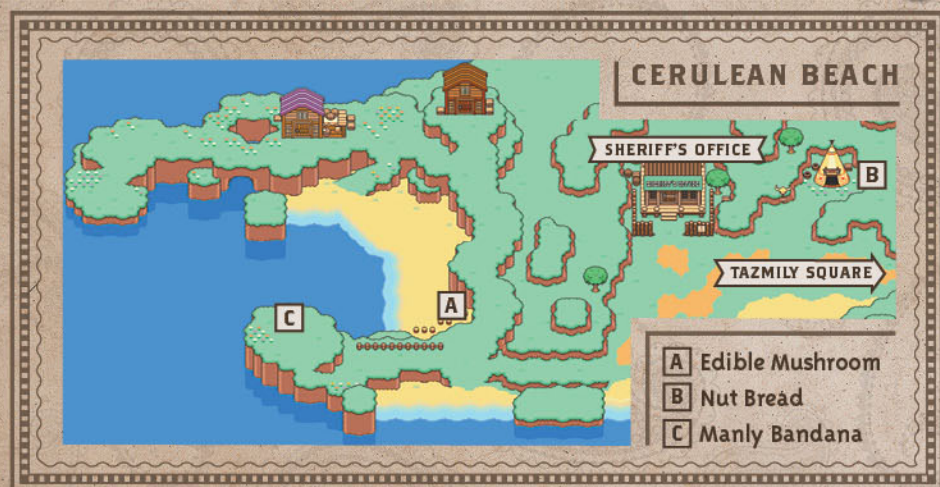 CERULEAN BEACH
SHERIFF'S OFFICE
B
TAZMILY SQUARE
A
C
A Edible Mushroom
B Nut Bread
C Manly Bandana